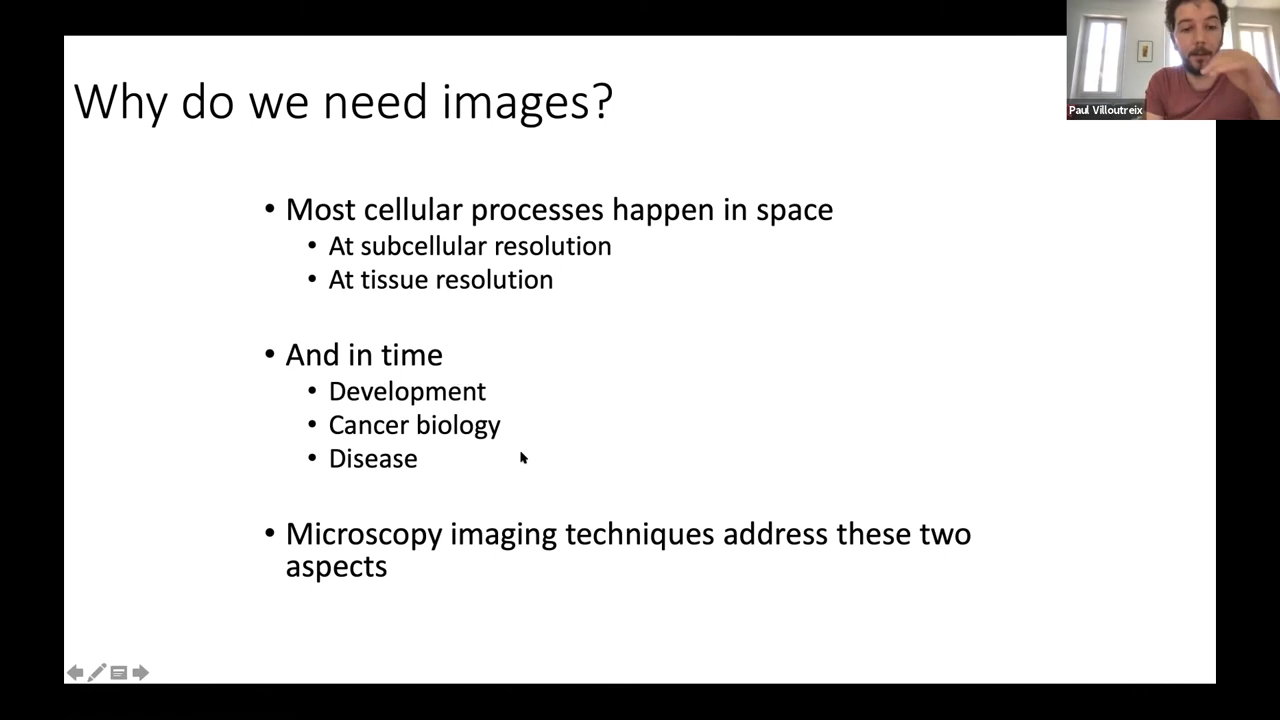 Why do we need images?
Paul Villoutreix
• Most cellular processes happen in space
• At subcellular resolution
• At tissue resolution
• And in time
• Development
• Cancer biology
• Disease
• Microscopy imaging techniques address these two
aspects